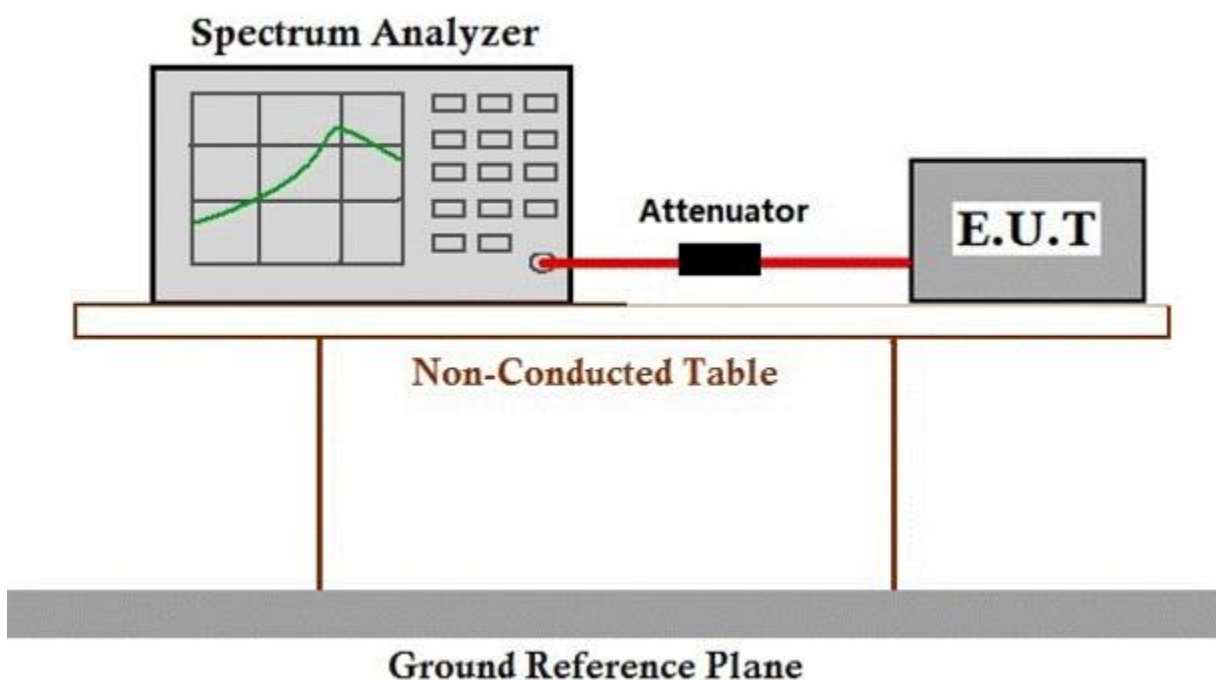 Spectrum Analyzer
Attenuator
E.U.T
Non-Conducted Table
Ground Reference Plane